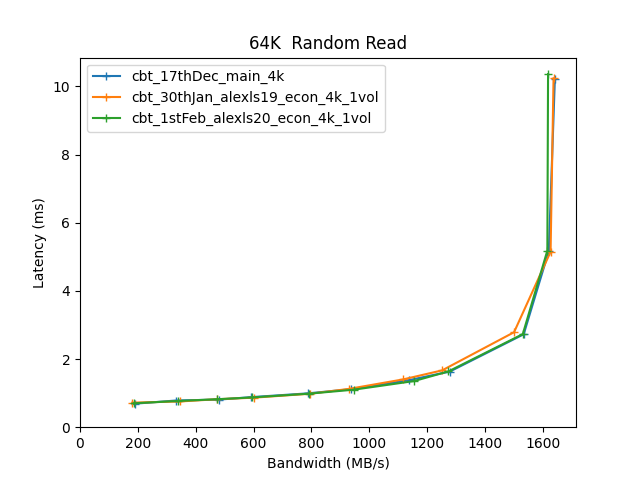 64K  Random Read
cbt_17thDec_main_4k
cbt_30thJan_alexls19_econ_4k_1vol
cbt_1stFeb_alexls20_econ_4k_1vol
Latency (ms)
10
8
6
4
2
0
0 200 400 600 800 1000 1200 1400 1600
Bandwidth (MB/s)